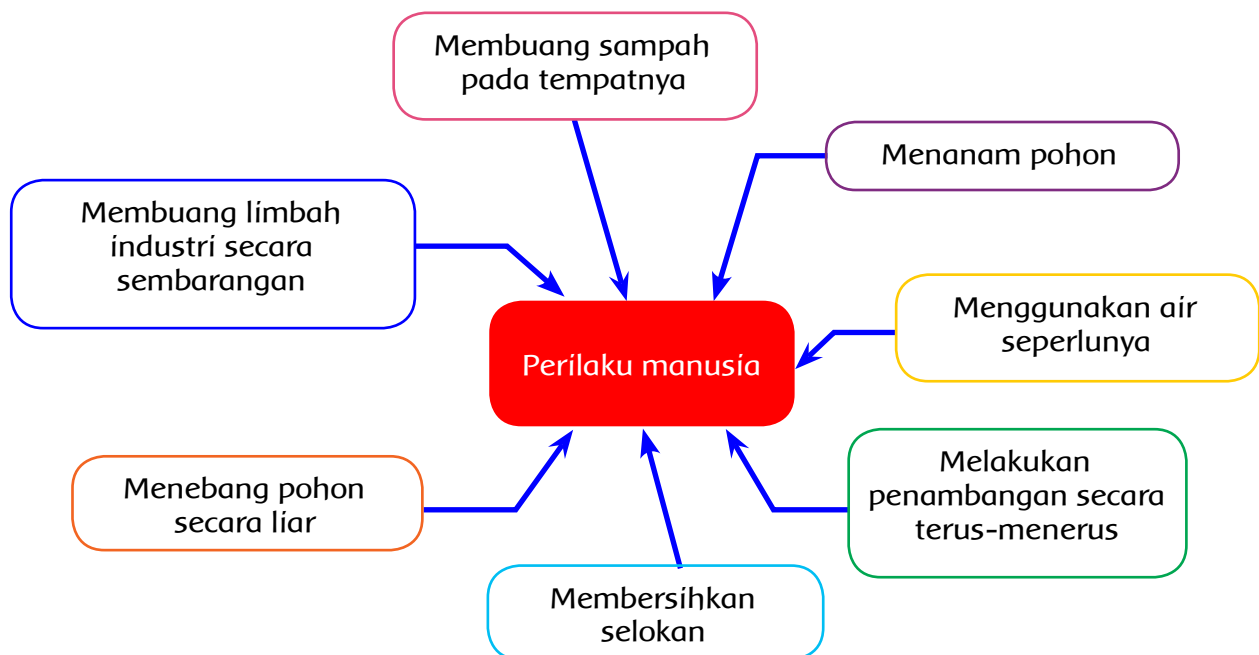 Membuang sampah
pada tempatnya
Menanam pohon
Membuang limbah
industri secara
sembarangan
Menggunakan air
seperlunya
Perilaku manusia
Menebang pohon
secara liar
Melakukan
penambangan secara
terus-menerus
Membersihkan
selokan